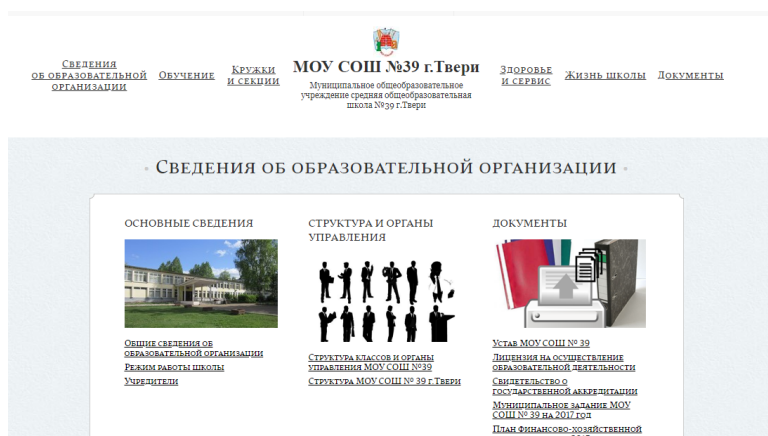 Сведения
об образовательной
организации
Обучение
Кружки
и секции
МОУ СОШ №39 г.Твери
Муниципальное общеобразовательное
учреждение средняя общеобразовательная
школа №39 г.Твери
Здоровье
и сервис
Жизнь школы
Документы
Сведения об образовательной организации
ОСНОВНЫЕ СВЕДЕНИЯ
Общие сведения об
образовательной организации
Режим работы школы
Учредители
СТРУКТУРА И ОРГАНЫ
УПРАВЛЕНИЯ
Структура классов и органы
управления МОУ СОШ №39
Структура МОУ СОШ № 39 г.Твери
ДОКУМЕНТЫ
Устав МОУ СОШ № 39
Лицензия на осуществление
образовательной деятельности
Свидетельство о
государственной аккредитации
Муниципальное задание МОУ
СОШ № 39 на 2017 год
План Финансово-хозяйственной